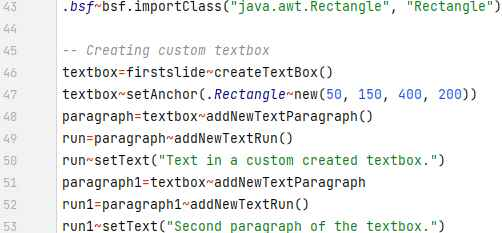 43 .bsf~bsf.importClass("java.awt.Rectangle", "Rectangle")
44
45 -- Creating custom textbox
46 textbox=firstslide~createTextBox()
47 textbox~setAnchor(.Rectangle~new(50, 150, 400, 200))
48 paragraph=textbox~addNewTextParagraph()
49 run=paragraph~addNewTextRun()
50 run~setText("Text in a custom created textbox.")
51 paragraph1=textbox~addNewTextParagraph
52 run1=paragraph1~addNewTextRun()
53 run1~setText("Second paragraph of the textbox.")